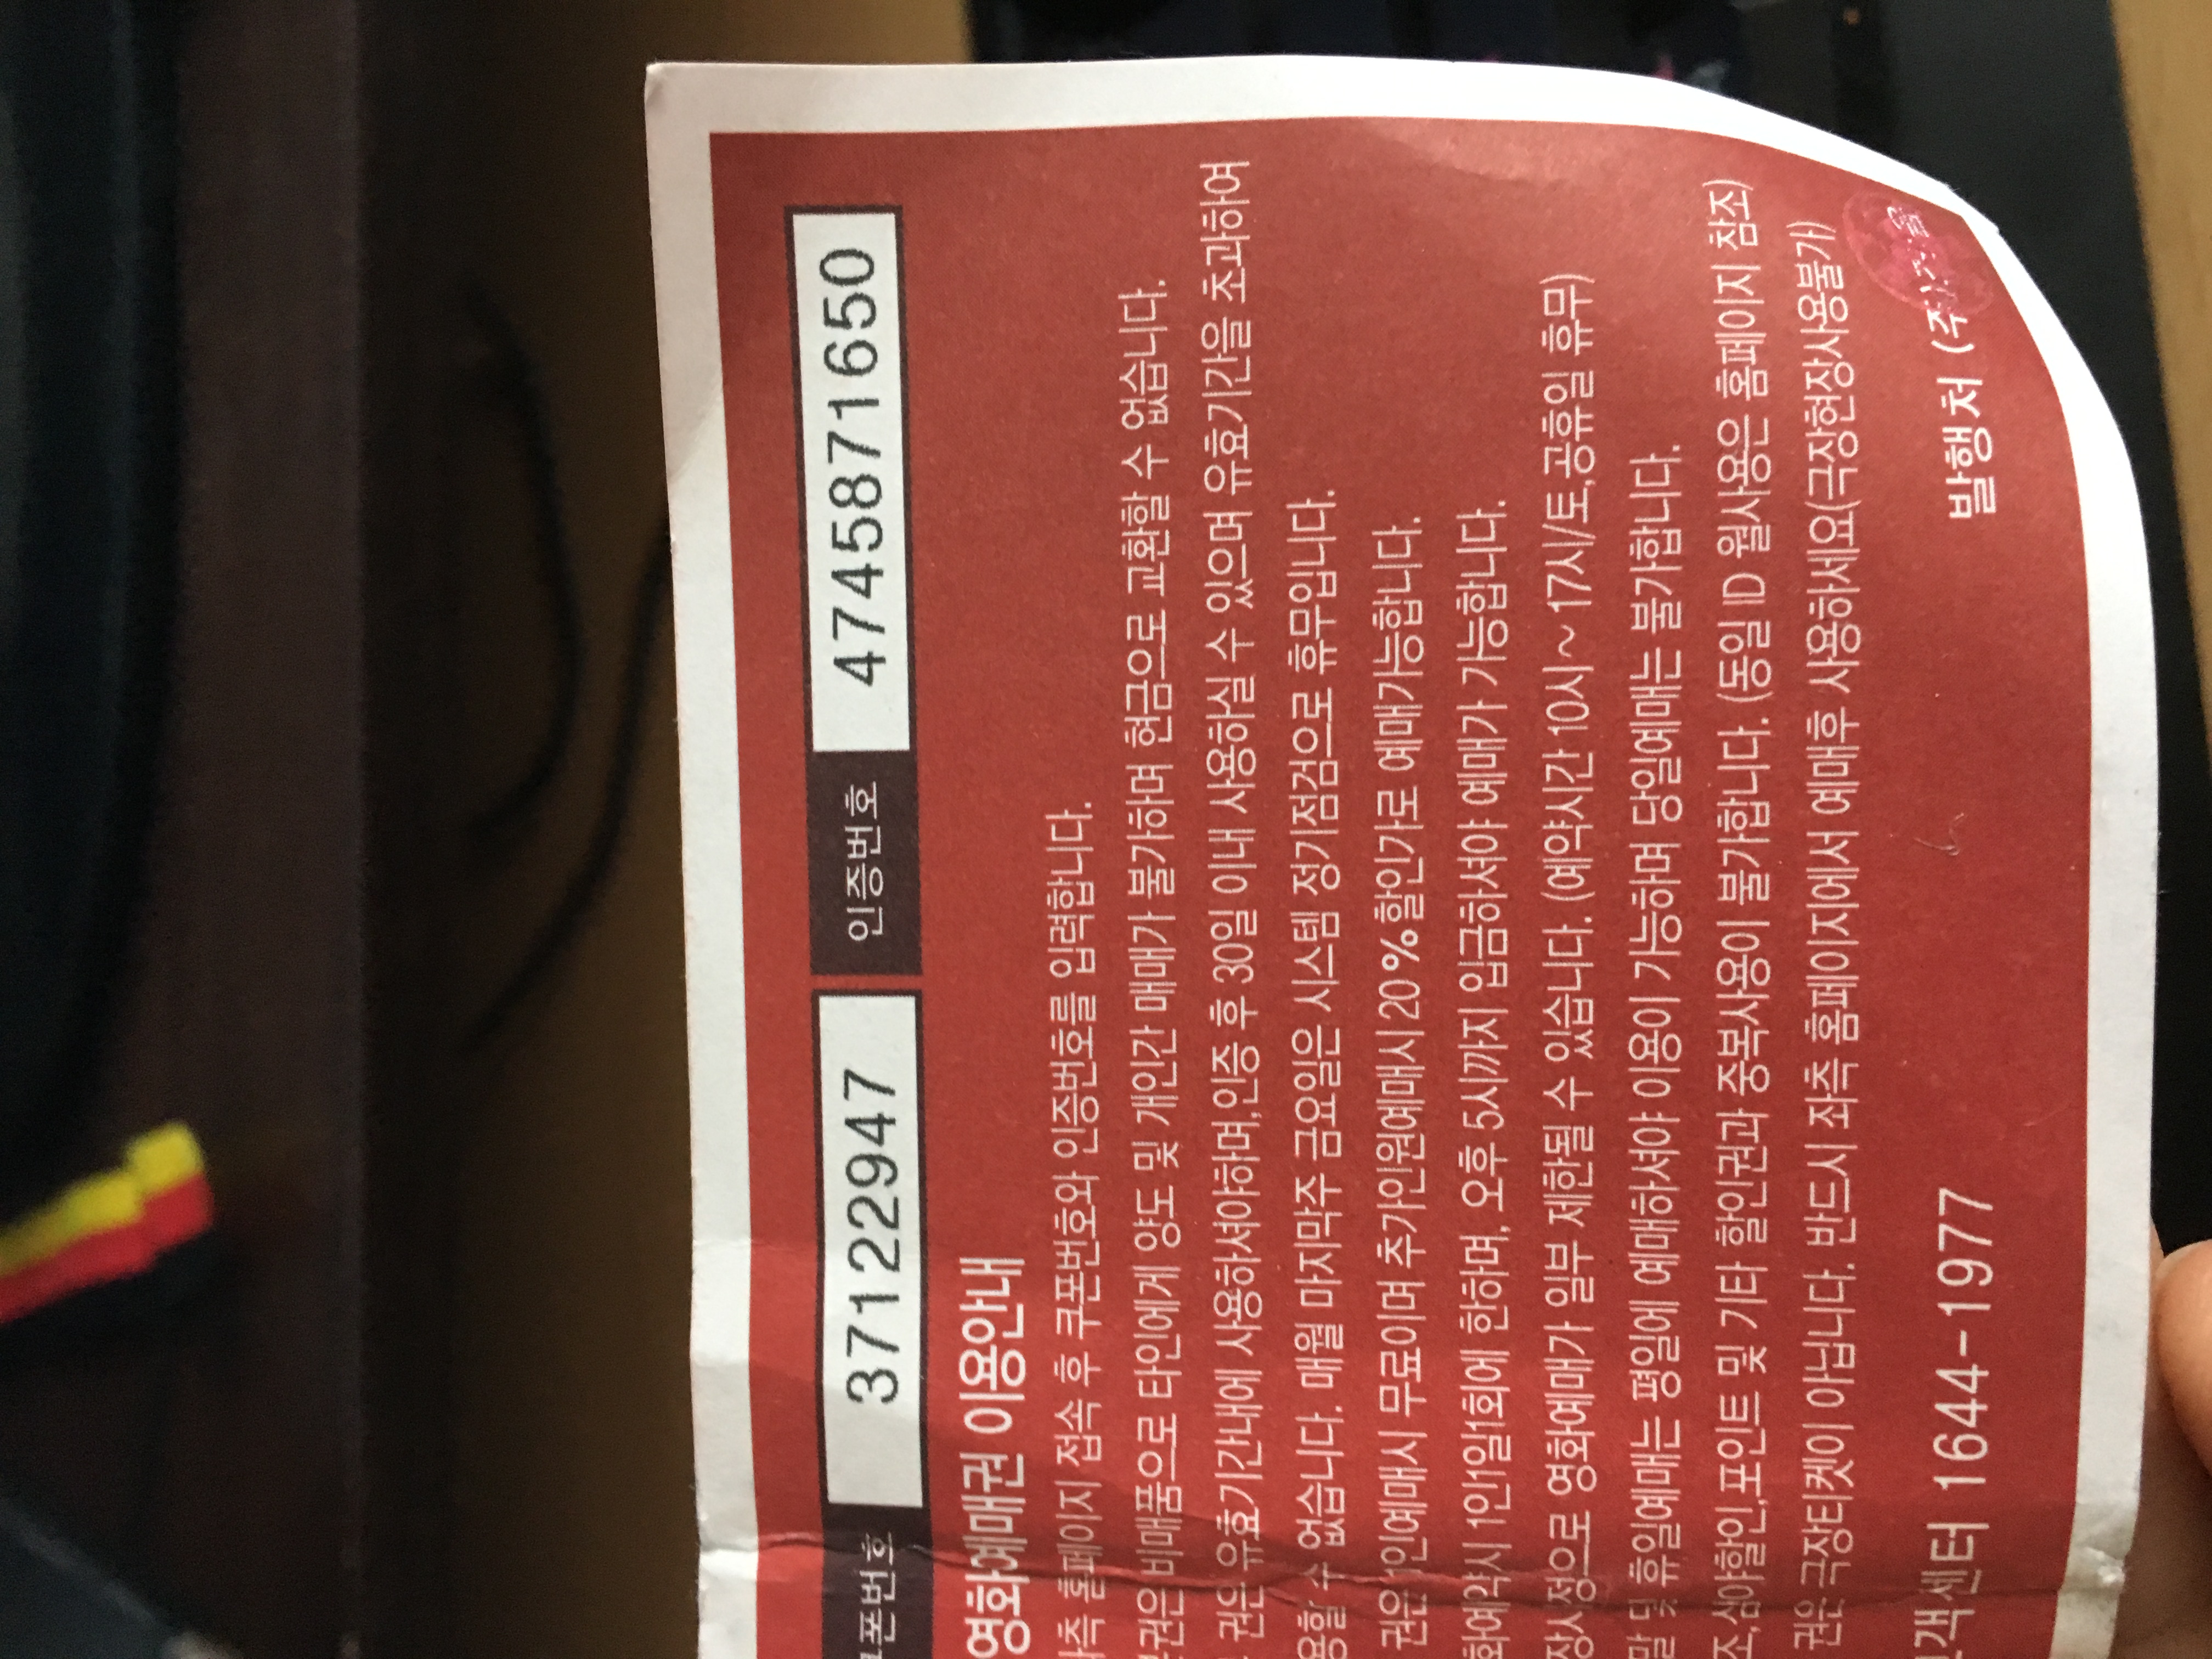 쿠폰번호 37122947 인증번호 4745871650
영화예매권 이용안내
좌측 홈페이지 접속 후 쿠폰번호와 인증번호를 입력합니다.
본권은 비매품으로 타인에게 양도 및 개인간 매매가 불가하며 현금으로 교환할 수 없습니다.
권은 유효기간내에 사용하셔야하며,인증 후 30일 이내 사용하실 수 있으며 유효기간을 초과하여
용할 수 없습니다. 매월 마지막주 금요일은 시스템 정기점검으로 휴무입니다.
권은 1인예매시 무료이며 추가인원예매시 20%할인가로 예매가능합니다.
화예약시 1인1일1회에 한하며, 오후 5시까지 입금하셔야 예매가 가능합니다.
장사정으로 영화예매가 일부 제한될 수 있습니다. (예약시간 10시~17시/토,공휴일 휴무)
말 및 휴일예매는 평일에 예매하셔야 이용이 가능하며 당일예매는 불가합니다.
조,심야할인,포인트 및 기타 할인권과 중복사용이 불가합니다. (동일 ID 월사용은 홈페이지 참조)
권은 극장티켓이 아닙니다. 반드시 좌측 홈페이지에서 예매후 사용하세요(극장현장사용불가)
고객센터 1644-1977 발행처 (주)